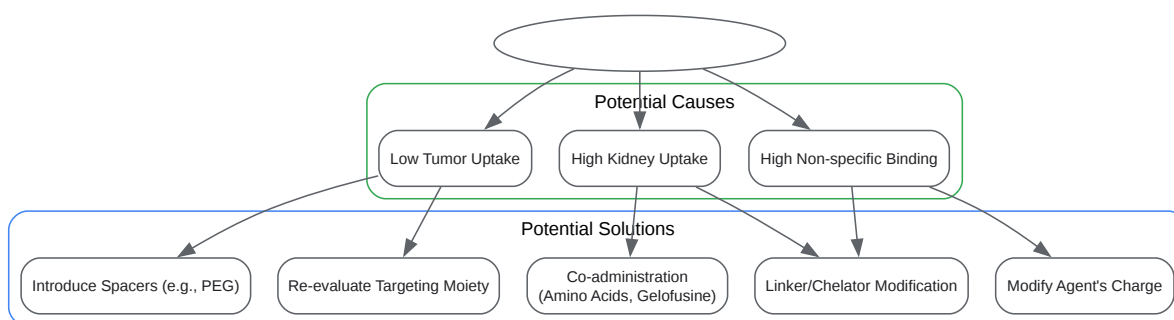 Potential Causes
Low Tumor Uptake
High Kidney Uptake
High Non-specific Binding
Potential Solutions
Introduce Spacers (e.g., PEG)
Re-evaluate Targeting Moiety
Co-administration
(Amino Acids, Gelofusine)
Linker/Chelator Modification
Modify Agent's Charge